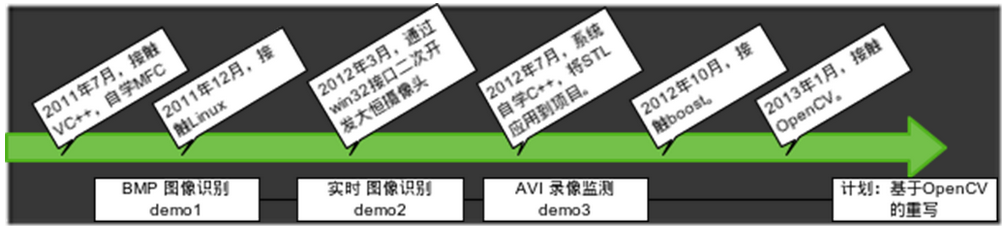 2011年7月，接触
VC++，自学MFC
2011年12月，接
触Linux
2012年3月，通过
win32接口二次开
发大恒摄像头
2012年7月，系统
自学C++，将STL
应用到项目。
2012年10月，接
触boost。
2013年1月，接触
OpenCV。
BMP 图像识别
demo1
实时 图像识别
demo2
AVI 录像监测
demo3
计划：基于OpenCV
的重写